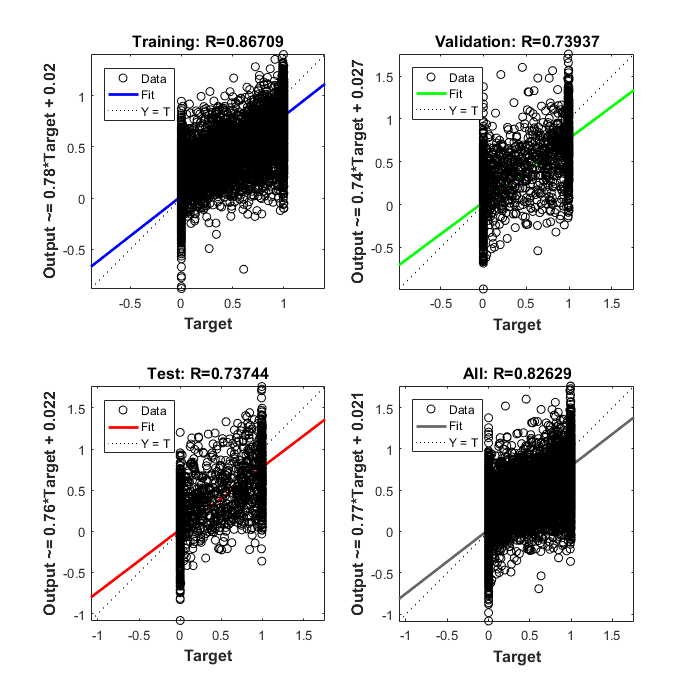 Training: R=0.86709
Output ~= 0.78*Target + 0.02
Data
Fit
Y = T
1
0.5
0
-0.5
-0.5
0
0.5
1
Target
Validation: R=0.73937
Output ~= 0.74*Target + 0.027
Data
Fit
Y = T
1.5
1
0.5
0
-0.5
-0.5
0
0.5
1
1.5
Target
Test: R=0.73744
Output ~= 0.76*Target + 0.022
Data
Fit
Y = T
1.5
1
0.5
0
-0.5
-1
-1
-0.5
0
0.5
1
1.5
Target
All: R=0.82629
Output ~= 0.77*Target + 0.021
Data
Fit
Y = T
1.5
1
0.5
0
-0.5
-1
-1
-0.5
0
0.5
1
1.5
Target